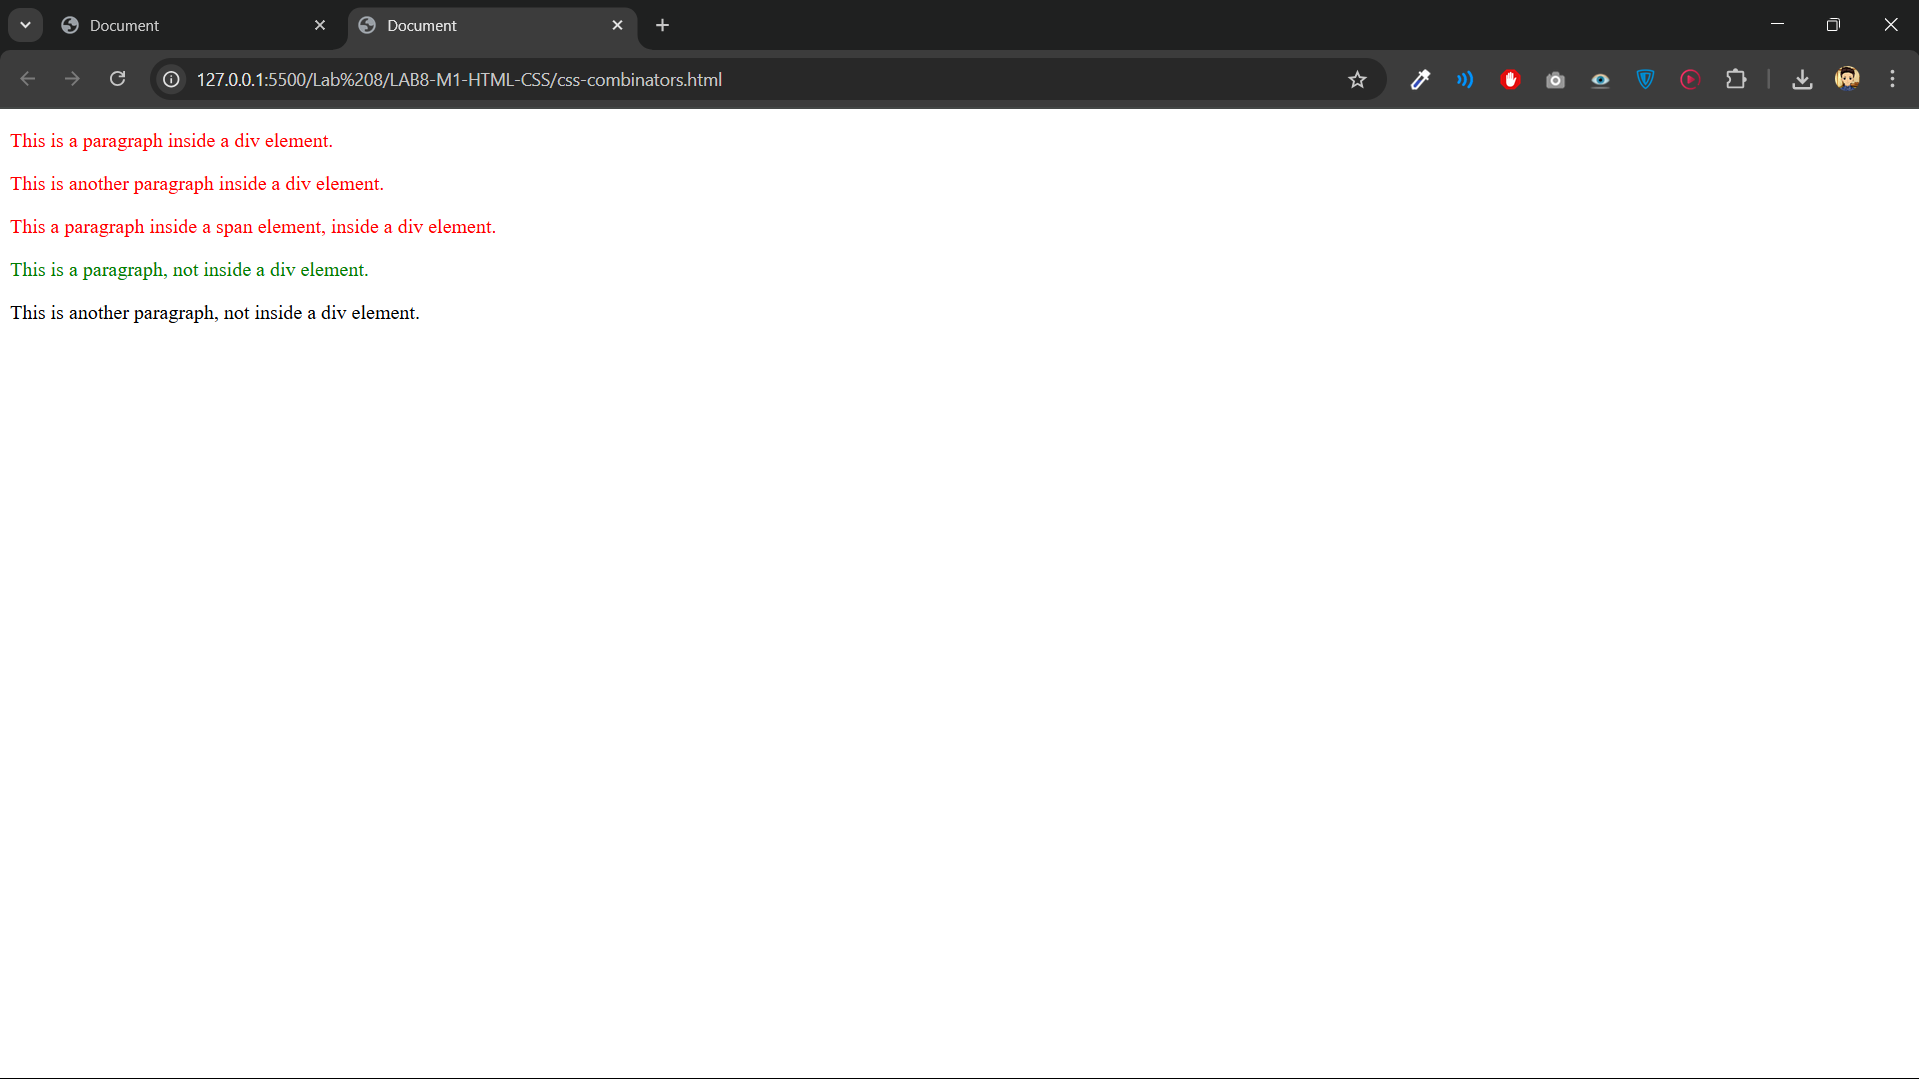 Document
Document
127.0.0.1:5500/Lab%208/LAB8-M1-HTML-CSS/css-combinators.html
This is a paragraph inside a div element.
This is another paragraph inside a div element.
This a paragraph inside a span element, inside a div element.
This is a paragraph, not inside a div element.
This is another paragraph, not inside a div element.